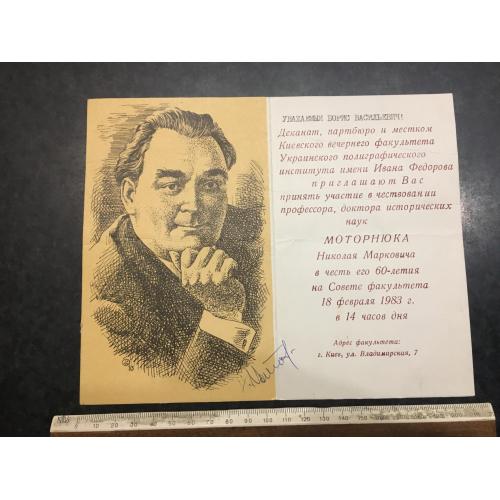 УВАЖАЕМЫЙ БОРИС ВАСИЛЬЕВИЧ!
Деканат, партбюро и местком
Киевского вечернего факультета
Украинского полиграфического
института имени Ивана Федорова
приглашают Вас
принять участие в чествовании
профессора, доктора исторических
наук
МОТОРНЮКА
Николая Марковича
в честь его 60-летия
на Совете факультета
18 февраля 1983 г.
в 14 часов дня
Адрес факультета:
г. Киев, ул. Владимирская, 7